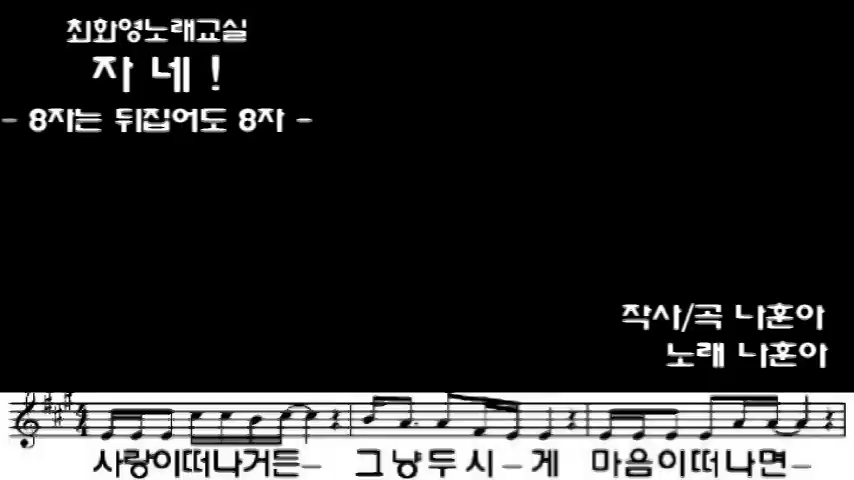 최화영노래교실
자 네 !
- 8자는 뒤집어도 8자 -
작사/곡 나훈아
노래 나훈아
사랑이떠나거든- 그냥두시-게 마음이떠나면-